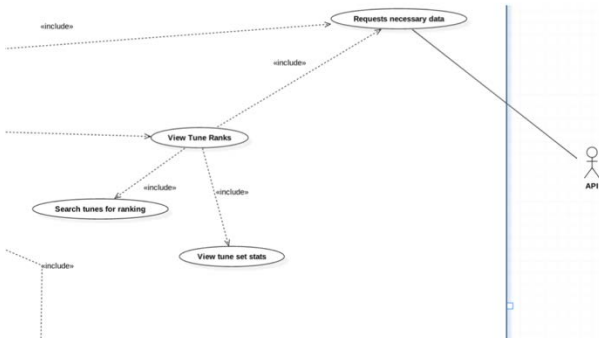 Requests necessary data
«include»
«include»
View Tune Ranks
API
«include»
«include»
Search tunes for ranking
View tune set stats
«include»